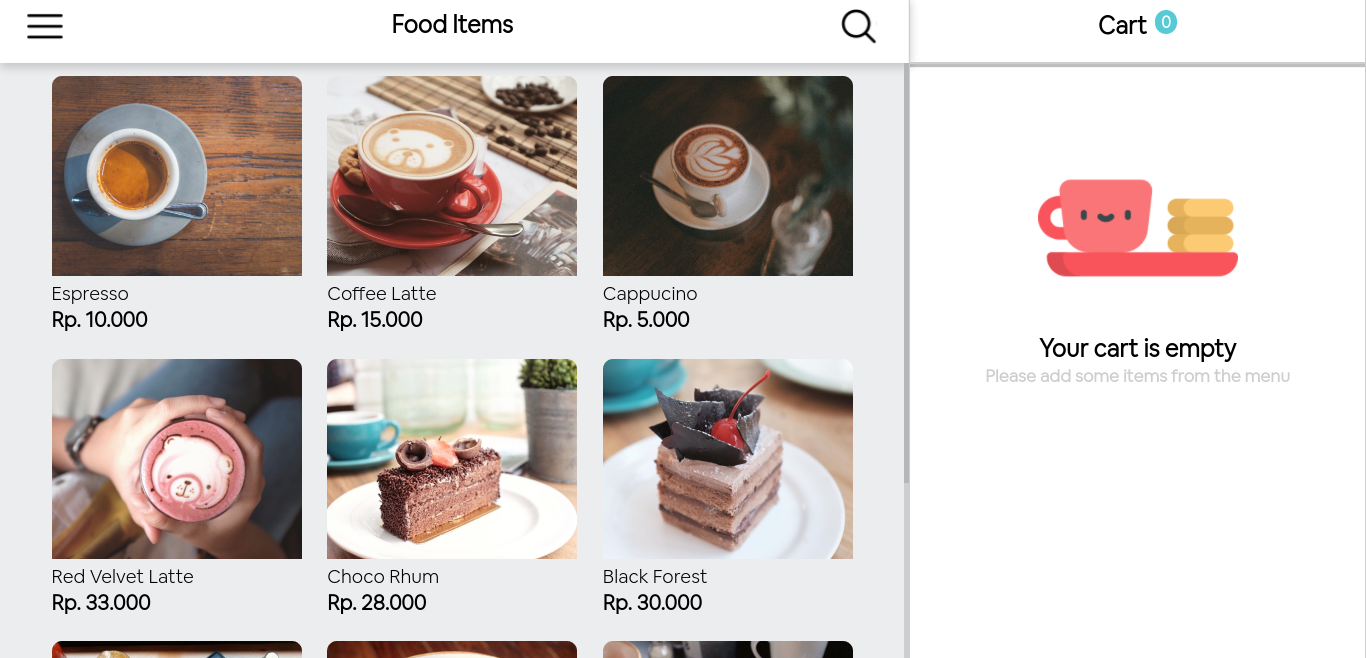 Food Items
Cart 0
Espresso
Rp. 10.000
Coffee Latte
Rp. 15.000
Cappucino
Rp. 5.000
Red Velvet Latte
Rp. 33.000
Choco Rhum
Rp. 28.000
Black Forest
Rp. 30.000
Your cart is empty
Please add some items from the menu